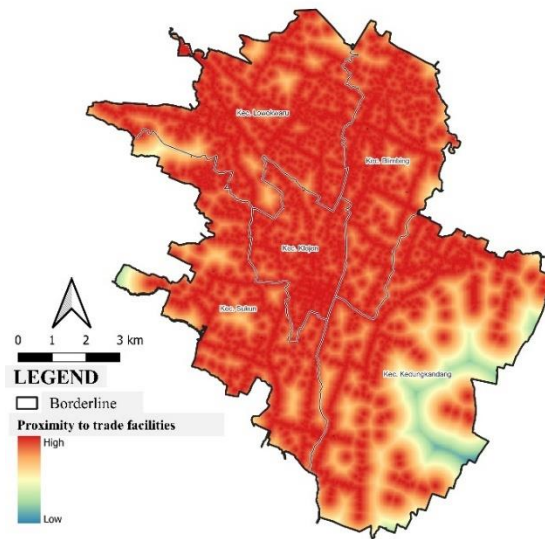 Kec. Lowokwaru
Kec. Blimbing
Kec. Klojen
Kec. Sukun
Kec. Kedungkandang
0 1 2 3 km
LEGEND
Borderline
Proximity to trade facilities
High
Low